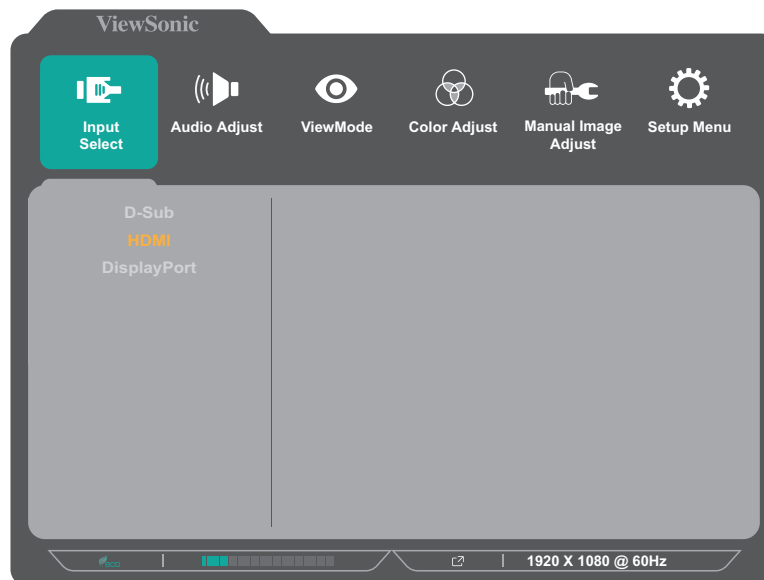 ViewSonic
Input
Select
Audio Adjust
ViewMode
Color Adjust
Manual Image
Adjust
Setup Menu
D-Sub
HDMI
DisplayPort
eco
1920 X 1080 @ 60Hz